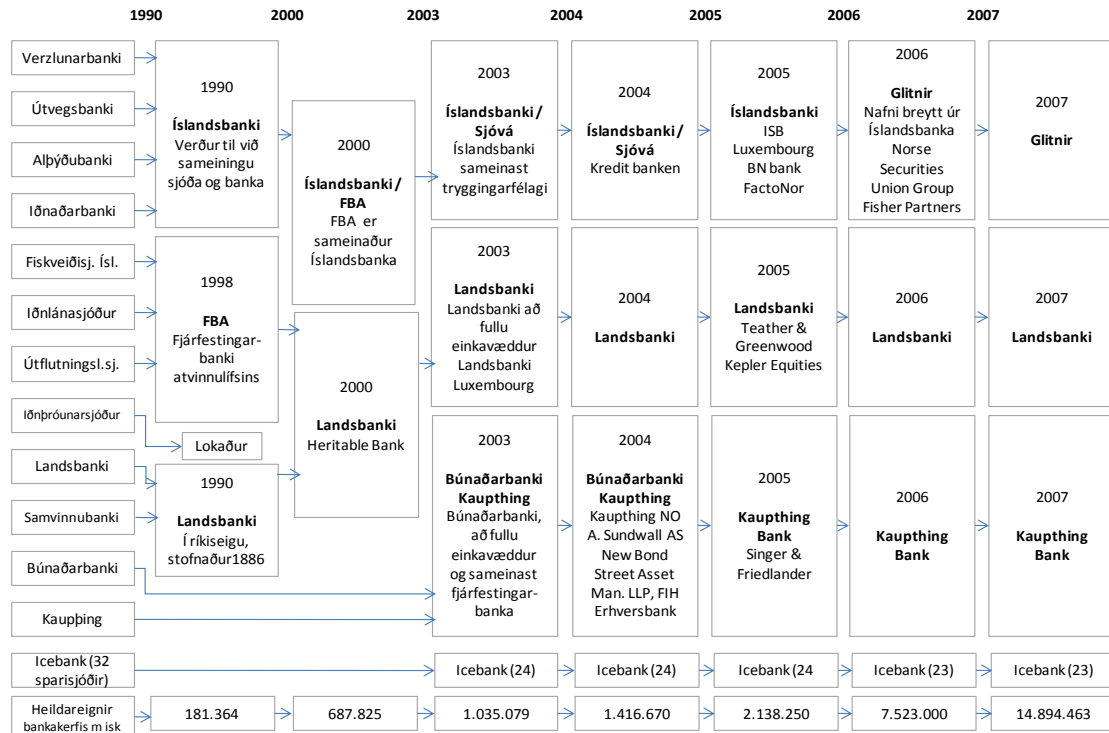 1990 2000 2003 2004 2005 2006 2007
Verzlunarbanki
Útvegsbanki
Alþýðubanki
Iðnaðarbanki
Fiskveiðisj. Ísl.
Iðnlánasjóður
Útflutningsl.sj.
Iðnþróunarsjóður
Landsbanki
Samvinnubanki
Búnaðarbanki
Kaupþing
Icebank (32
sparisjóðir)
Heildareignir
bankakerfis m isk
1990
Íslandsbanki
Verður til við
sameiningu
sjóða og banka
1998
FBA
Fjárfestingar-
banki
atvinnulífsins
Lokaður
1990
Landsbanki
Í ríkiseigu,
stofnaður1886
2000
Íslandsbanki /
FBA
FBA er
sameinaður
Íslandsbanka
2000
Landsbanki
Heritable Bank
2003
Íslandsbanki /
Sjóvá
Íslandsbanki
sameinast
tryggingarfélagi
2003
Landsbanki
Landsbanki að
fullu
einkavæddur
Landsbanki
Luxembourg
2003
Búnaðarbanki
Kaupthing
Búnaðarbanki,
að fullu
einkavæddur
og sameinast
fjárfestingar-
banka
2004
Íslandsbanki /
Sjóvá
Kredit banken
2004
Landsbanki
2004
Búnaðarbanki
Kaupthing
Kaupthing NO
A. Sundwall AS
New Bond
Street Asset
Man. LLP, FIH
Erhversbank
2005
Íslandsbanki
ISB
Luxembourg
BN bank
FactoNor
2005
Landsbanki
Teather &
Greenwood
Kepler Equities
2005
Kaupthing
Bank
Singer &
Friedlander
2006
Glitnir
Nafni breytt úr
Íslandsbanka
Norse
Securities
Union Group
Fisher Partners
2006
Landsbanki
2006
Kaupthing
Bank
2007
Glitnir
2007
Landsbanki
2007
Kaupthing
Bank
Icebank (24) Icebank (24) Icebank (24 Icebank (23) Icebank (23)
181.364 687.825 1.035.079 1.416.670 2.138.250 7.523.000 14.894.463